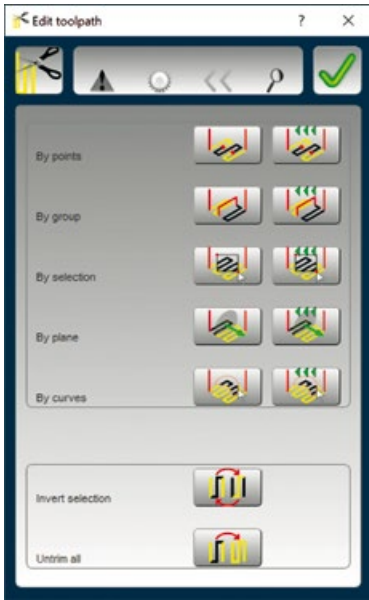 Edit toolpath
?
By points
By group
By selection
By plane
By curves
Invert selection
Untrim all